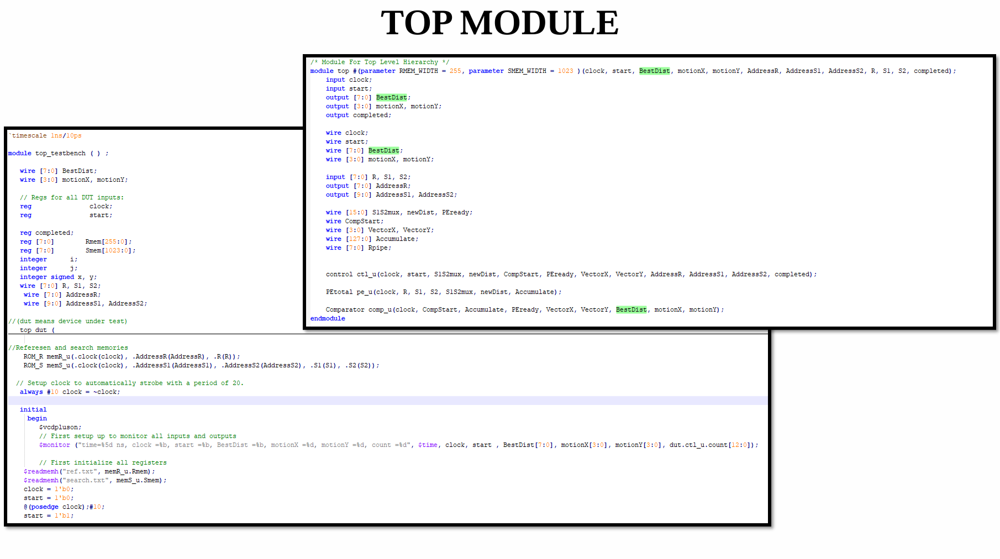 TOP MODULE
/* Module For Top Level Hierarchy */
module top #(parameter RMEM_WIDTH = 255, parameter SMEM_WIDTH = 1023 )(clock, start, BestDist, motionX, motionY, AddressR, AddressS1, AddressS2, R, S1, S2, completed);
input clock;
input start;
output [7:0] BestDist;
output [3:0] motionX, motionY;
output completed;
wire clock;
wire start;
wire [7:0] BestDist;
wire [3:0] motionX, motionY;
input [7:0] R, S1, S2;
output [7:0] AddressR;
output [9:0] AddressS1, AddressS2;
wire [15:0] S1S2mux, newDist, PEready;
wire CompStart;
wire [3:0] VectorX, VectorY;
wire [127:0] Accumulate;
wire [7:0] Rpipe;
control ctl_u(clock, start, S1S2mux, newDist, CompStart, PEready, VectorX, VectorY, AddressR, AddressS1, AddressS2, completed);
PEtotal pe_u(clock, R, S1, S2, S1S2mux, newDist, Accumulate);
Comparator comp_u(clock, CompStart, Accumulate, PEready, VectorX, VectorY, BestDist, motionX, motionY);
endmodule
`timescale 1ns/10ps
module top_testbench ( ) ;
wire [7:0] BestDist;
wire [3:0] motionX, motionY;
// Regs for all DUT inputs:
reg clock;
reg start;
reg completed;
reg [7:0] Rmem[255:0];
reg [7:0] Smem[1023:0];
integer i;
integer j;
integer signed x, y;
wire [7:0] R, S1, S2;
wire [7:0] AddressR;
wire [9:0] AddressS1, AddressS2;
//(dut means device under test)
top dut (
//Referesen and search memories
ROM_R memR_u(.clock(clock), .AddressR(AddressR), .R(R));
ROM_S memS_u(.clock(clock), .AddressS1(AddressS1), .AddressS2(AddressS2), .S1(S1), .S2(S2));
// Setup clock to automatically strobe with a period of 20.
always #10 clock = ~clock;
initial
begin
$vcdpluson;
// First setup up to monitor all inputs and outputs
$monitor ("time=%5d ns, clock =%b, start =%b, BestDist =%b, motionX =%d, motionY =%d, count =%d", $time, clock, start , BestDist[7:0], motionX[3:0], motionY[3:0], dut.ctl_u.count[12:0]);
// First initialize all registers
$readmemh("ref.txt", memR_u.Rmem);
$readmemh("search.txt", memS_u.Smem);
clock = 1'b0;
start = 1'b0;
@(posedge clock);#10;
start = 1'b1;